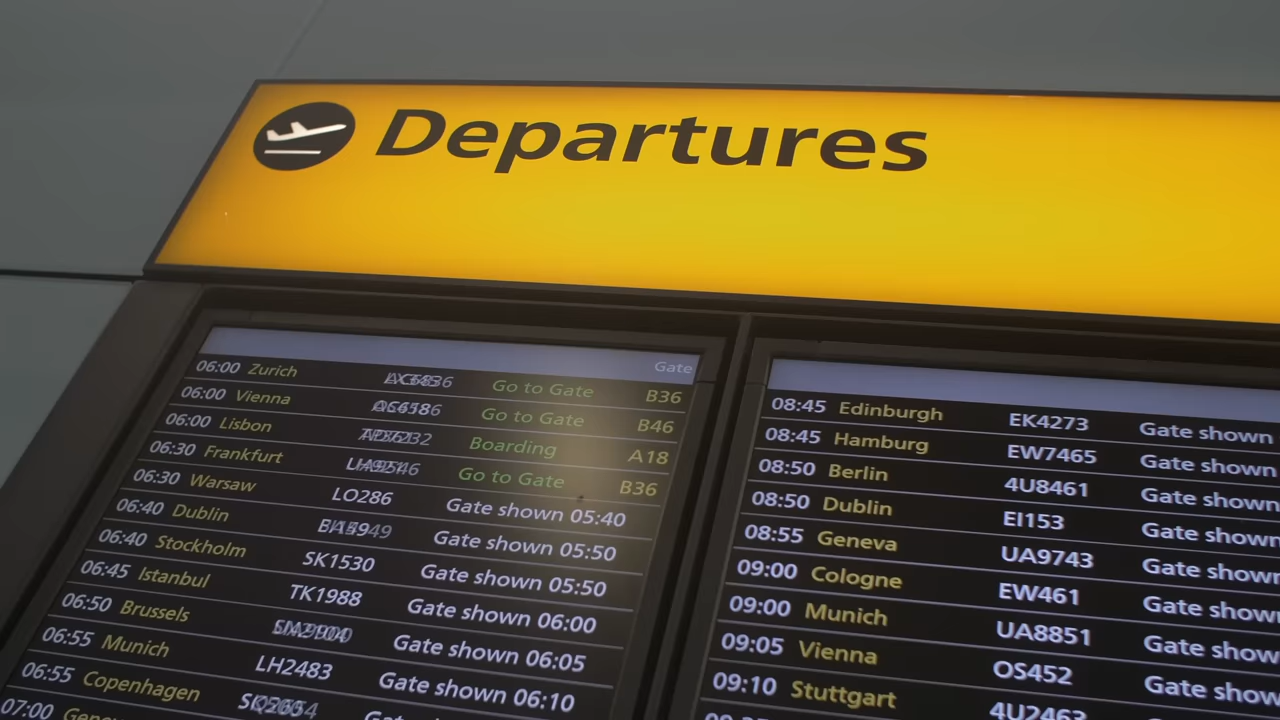 Departures
Gate
06:00 Zurich Go to Gate B36
06:00 Vienna Go to Gate B46
06:00 Lisbon Boarding A18
06:30 Frankfurt Go to Gate B36
06:30 Warsaw LO286 Gate shown 05:40
06:40 Dublin Gate shown 05:50
06:40 Stockholm SK1530 Gate shown 05:50
06:45 Istanbul TK1988 Gate shown 06:00
06:50 Brussels Gate shown 06:05
06:55 Munich LH2483 Gate shown 06:10
06:55 Copenhagen
07:00
08:45 Edinburgh EK4273 Gate shown
08:45 Hamburg EW7465 Gate shown
08:50 Berlin 4U8461 Gate shown
08:50 Dublin EI153 Gate shown
08:55 Geneva UA9743 Gate shown
09:00 Cologne EW461 Gate shown
09:00 Munich UA8851 Gate shown
09:05 Vienna OS452 Gate show
09:10 Stuttgart 4U2463 Gate